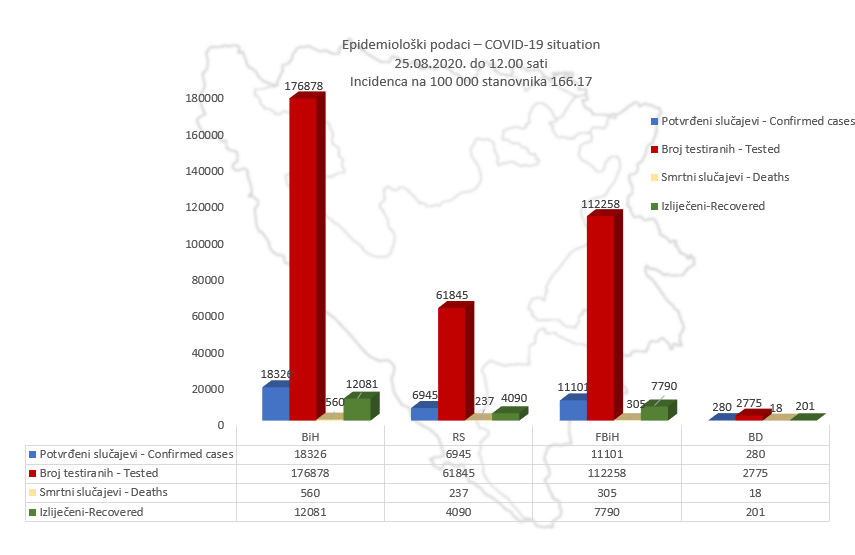 Epidemiološki podaci – COVID-19 situation
25.08.2020. do 12.00 sati
Incidenca na 100 000 stanovnika 166.17
Potvrđeni slučajevi - Confirmed cases
Broj testiranih - Tested
Smrtni slučajevi - Deaths
Izliječeni-Recovered
180000
160000
140000
120000
100000
80000
60000
40000
20000
0
18326 176878 560 12081
6945 61845 237 4090
11101 112258 305 7790
280 2775 18 201
BiH RS FBiH BD
Potvrđeni slučajevi - Confirmed cases 18326 6945 11101 280
Broj testiranih - Tested 176878 61845 112258 2775
Smrtni slučajevi - Deaths 560 237 305 18
Izliječeni-Recovered 12081 4090 7790 201